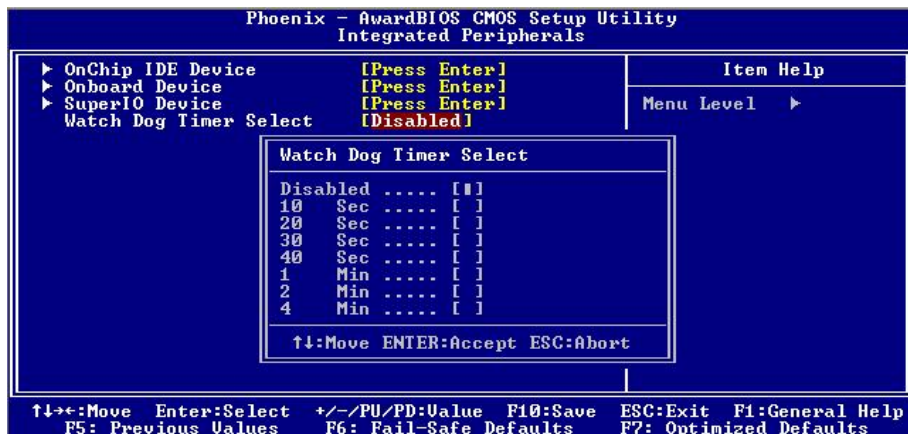 Phoenix - AwardBIOS CMOS Setup Utility
Integrated Peripherals
► OnChip IDE Device [Press Enter]
► Onboard Device [Press Enter]
► SuperIO Device [Press Enter]
Watch Dog Timer Select [Disabled]
Item Help
Menu Level ►
Watch Dog Timer Select
Disabled ..... [■]
10 Sec ..... [ ]
20 Sec ..... [ ]
30 Sec ..... [ ]
40 Sec ..... [ ]
1 Min ..... [ ]
2 Min ..... [ ]
4 Min ..... [ ]
↑↓:Move ENTER:Accept ESC:Abort
↑↓→←:Move Enter:Select +/-/PU/PD:Value F10:Save ESC:Exit F1:General Help
F5: Previous Values F6: Fail-Safe Defaults F7: Optimized Defaults